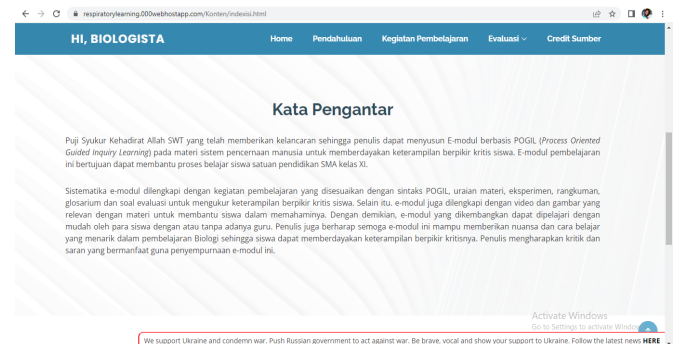 respiratorylearning.000webhostapp.com/Konten/indexisi.html
HI, BIOLOGISTA Home Pendahuluan Kegiatan Pembelajaran Evaluasi Credit Sumber
Kata Pengantar
Puji Syukur Kehadirat Allah SWT yang telah memberikan kelancaran sehingga penulis dapat menyusun E-modul berbasis POGIL (Process Oriented
Guided Inquiry Learning) pada materi sistem pencernaan manusia untuk memberdayakan keterampilan berpikir kritis siswa. E-modul pembelajaran
ini bertujuan dapat membantu proses belajar siswa satuan pendidikan SMA kelas XI.
Sistematika e-modul dilengkapi dengan kegiatan pembelajaran yang disesuaikan dengan sintaks POGIL, uraian materi, eksperimen, rangkuman,
glosarium dan soal evaluasi untuk mengukur keterampilan berpikir kritis siswa. Selain itu. e-modul juga dilengkapi dengan video dan gambar yang
relevan dengan materi untuk membantu siswa dalam memahaminya. Dengan demikian, e-modul yang dikembangkan dapat dipelajari dengan
mudah oleh para siswa dengan atau tanpa adanya guru. Penulis juga berharap semoga e-modul ini mampu memberikan nuansa dan cara belajar
yang menarik dalam pembelajaran Biologi sehingga siswa dapat memberdayakan keterampilan berpikir kritisnya. Penulis mengharapkan kritik dan
saran yang bermanfaat guna penyempurnaan e-modul ini.
Activate Windows
Go to Settings to activate Windows
We support Ukraine and condemn war. Push Russian government to act against war. Be brave, vocal and show your support to Ukraine. Follow the latest news HERE